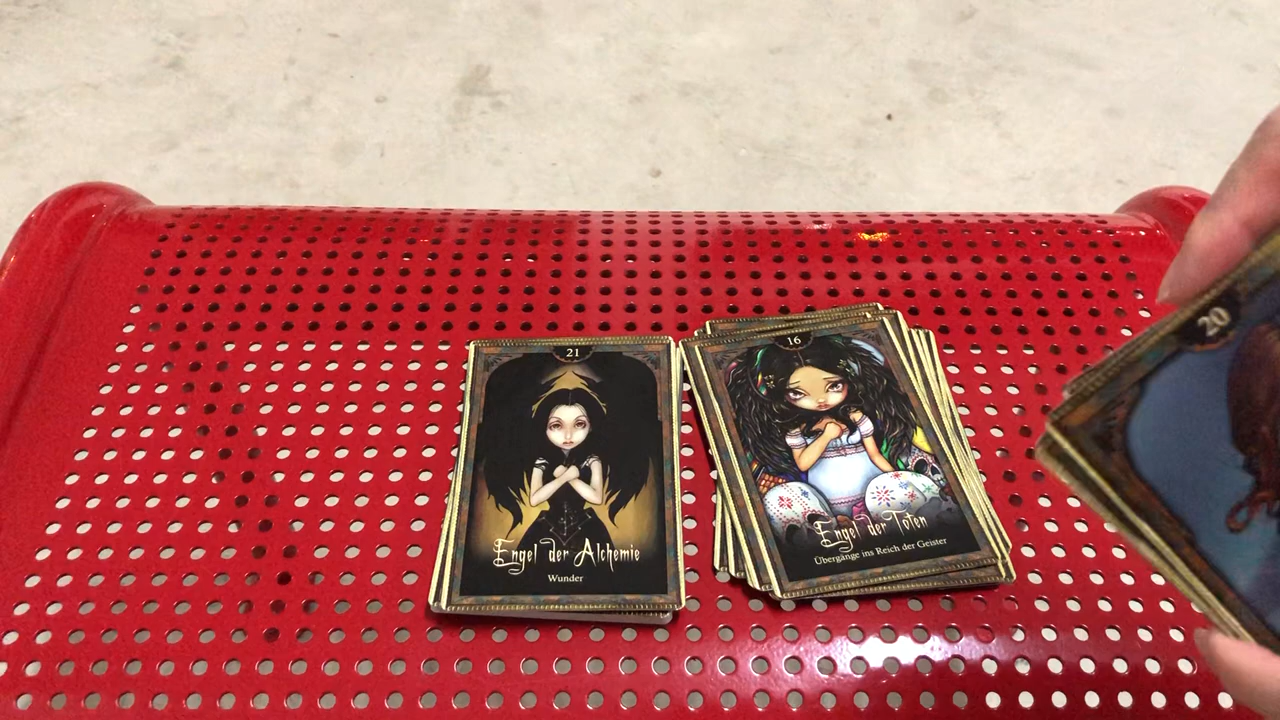 21
Engel der Alchemie
Wunder
16
Engel der Toten
Übergänge ins Reich der Geister
20